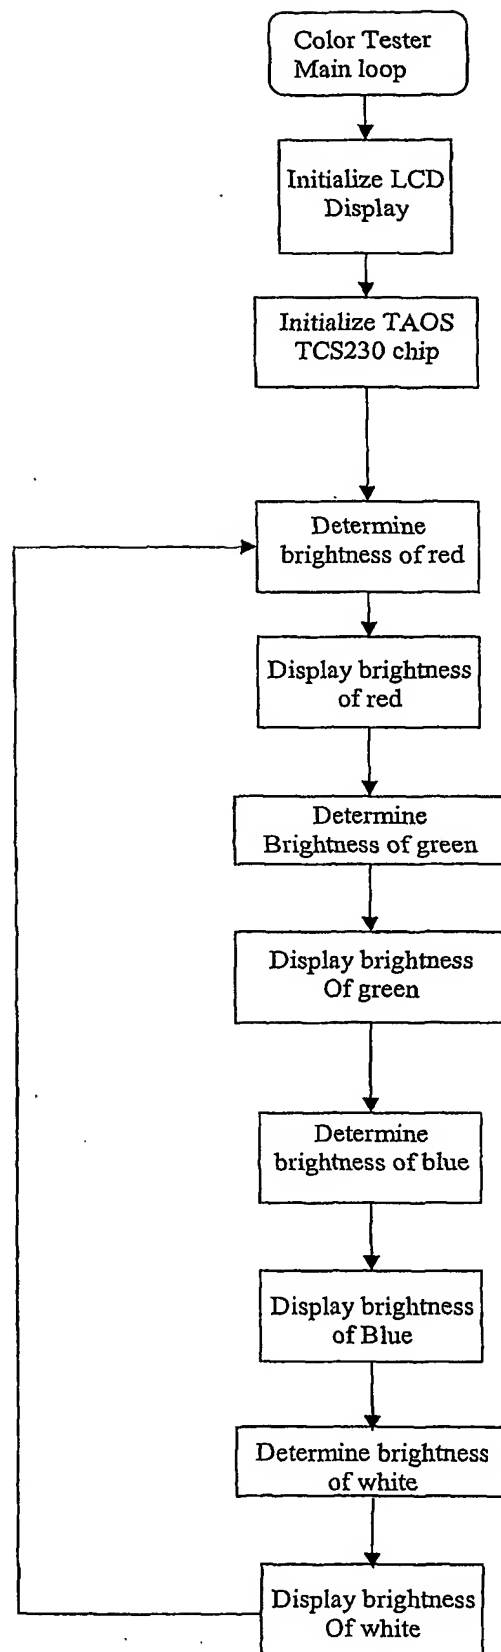 Color Tester
Main loop
Initialize LCD
Display
Initialize TAOS
TCS230 chip
Determine
brightness of red
Display brightness
of red
Determine
Brightness of green
Display brightness
Of green
Determine
brightness of blue
Display brightness
of Blue
Determine brightness
of white
Display brightness
Of white